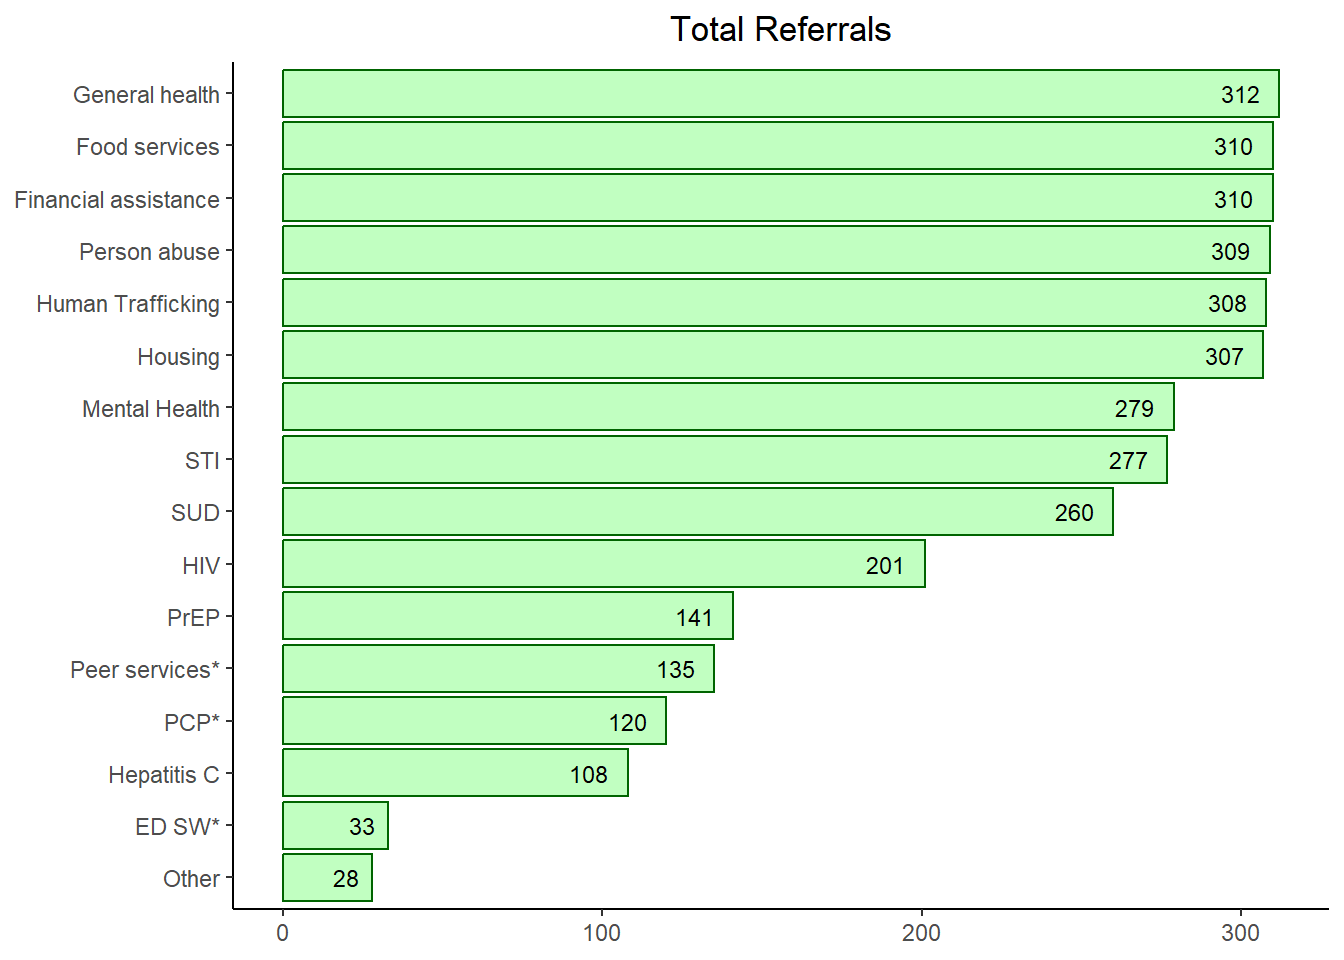 Total Referrals
General health 312
Food services 310
Financial assistance 310
Person abuse 309
Human Trafficking 308
Housing 307
Mental Health 279
STI 277
SUD 260
HIV 201
PrEP 141
Peer services* 135
PCP* 120
Hepatitis C 108
ED SW* 33
Other 28
0 100 200 300